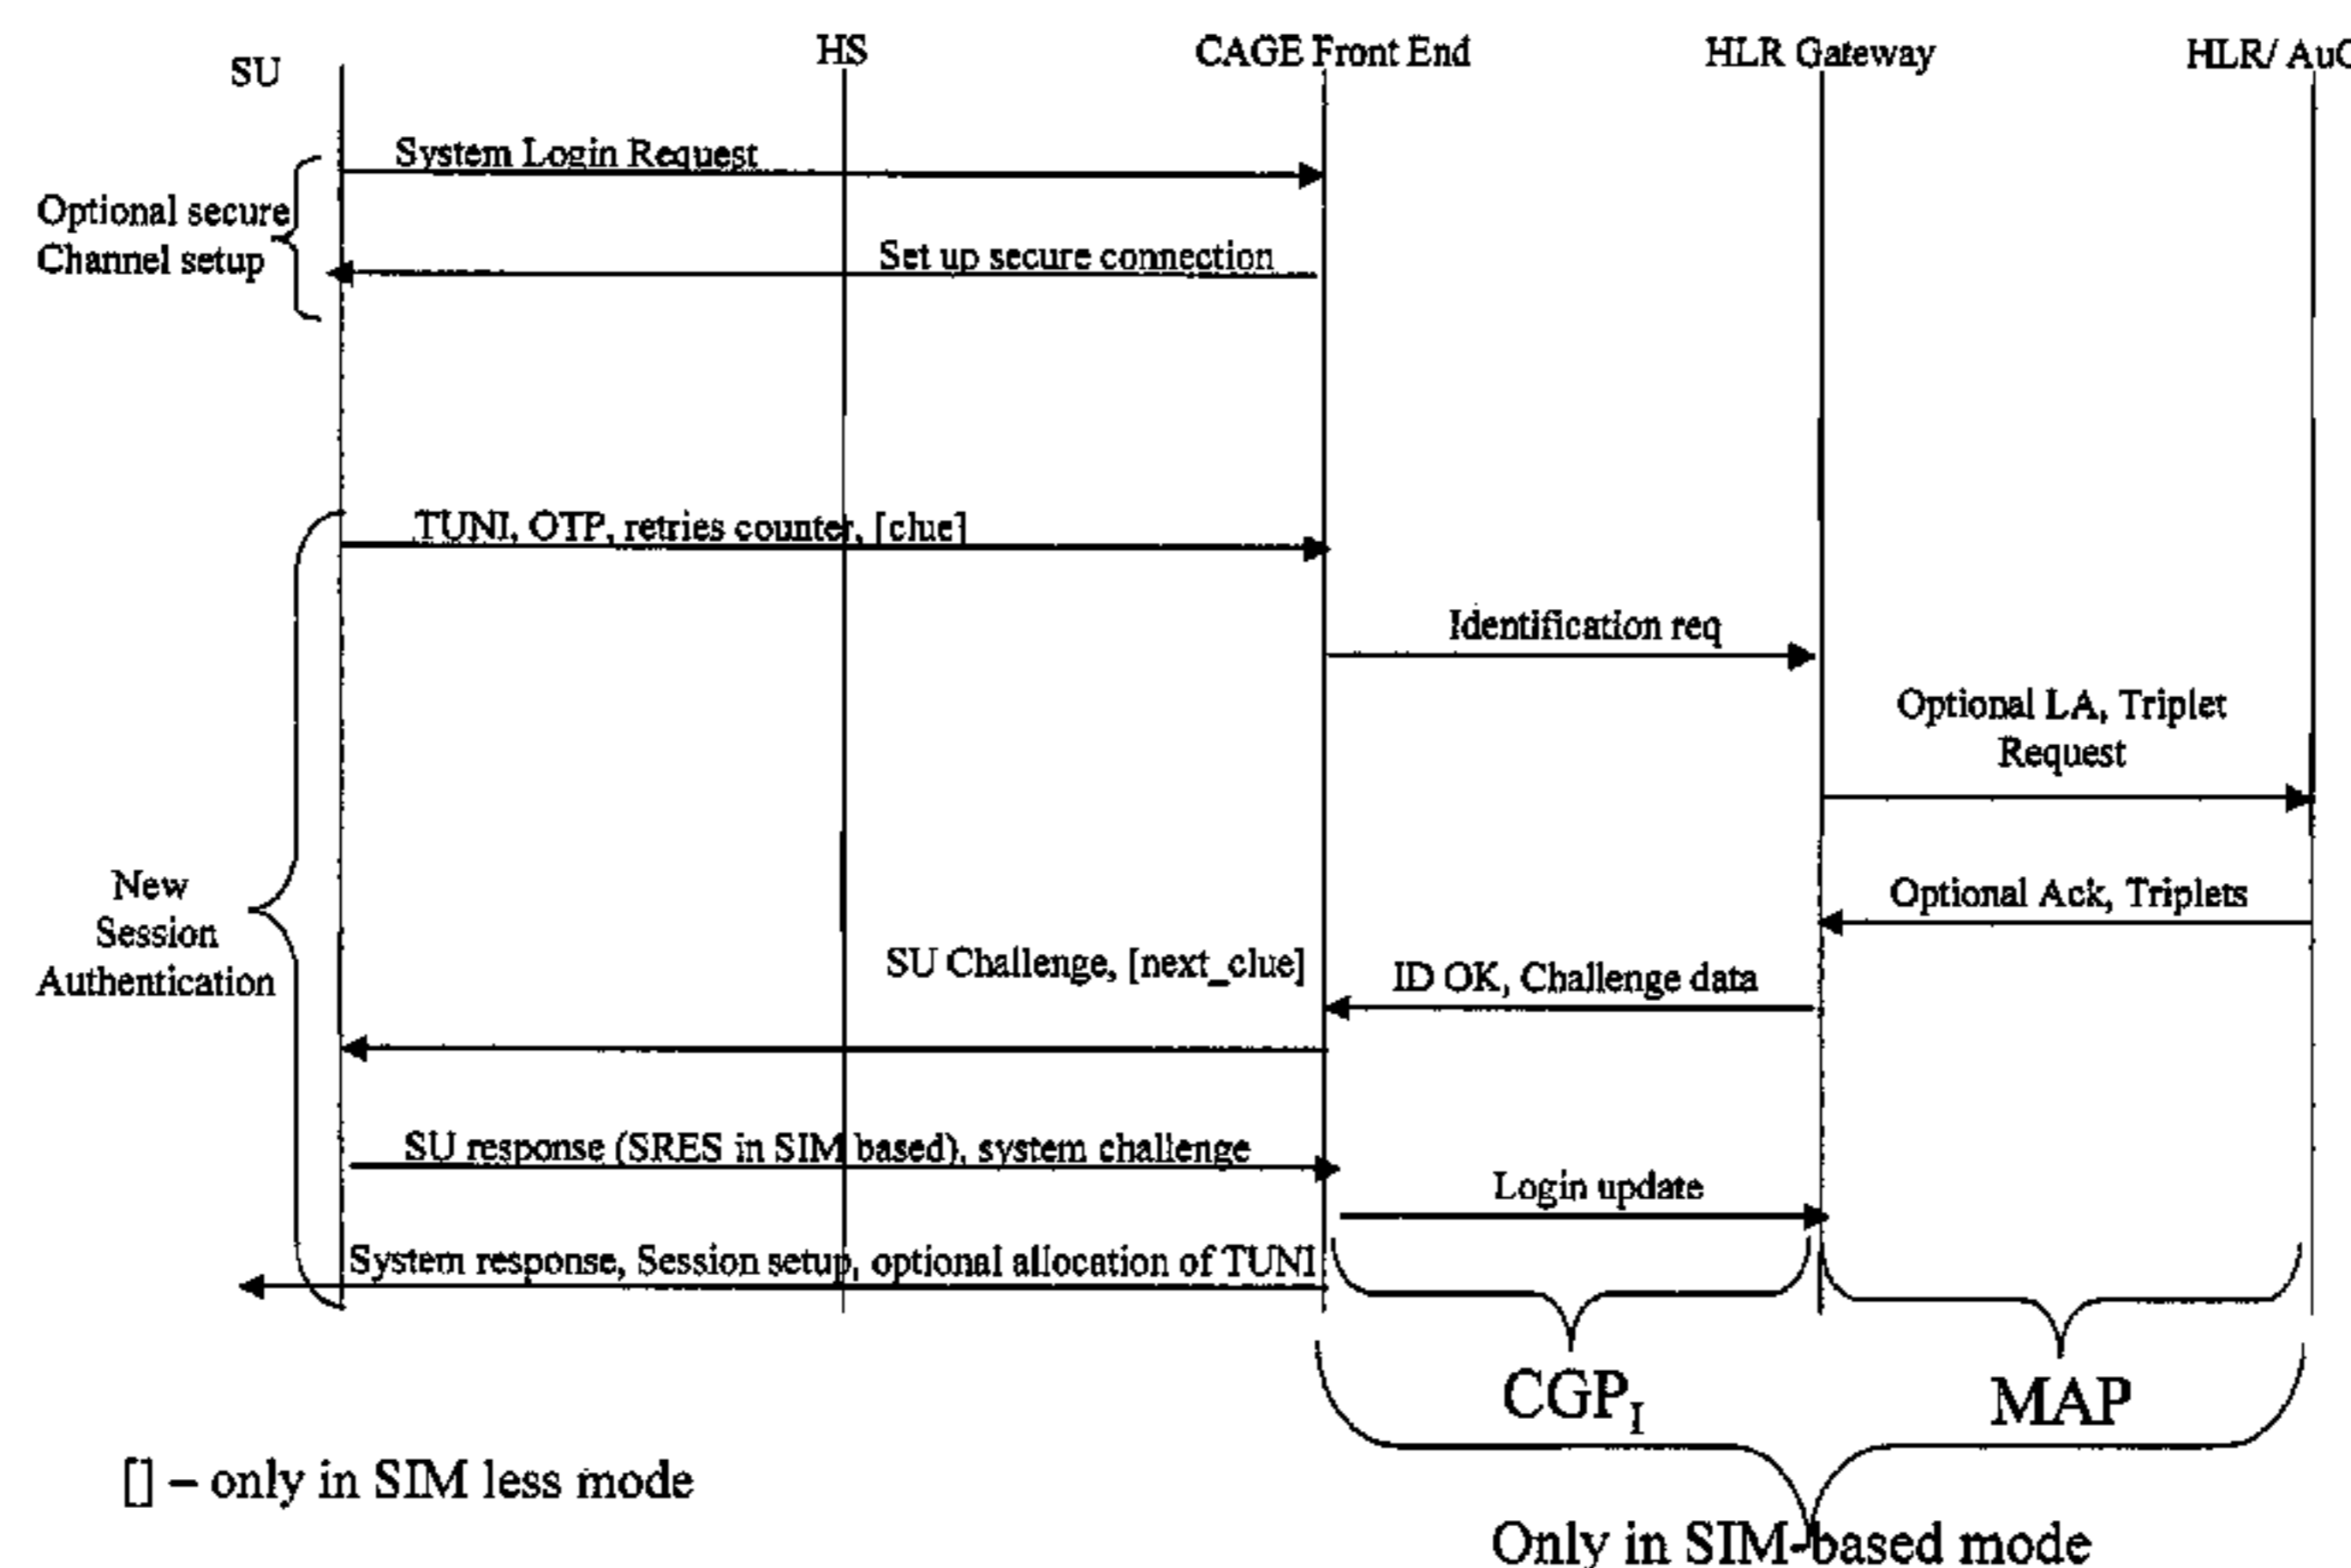 SU
HS
CAGE Front End
HLR Gateway
HLR/ AuC
System Login Request
Optional secure
Channel setup
Set up secure connection
TUNI, OTP, retries counter, [clue]
Identification req
Optional LA, Triplet
Request
New
Session
Authentication
Optional Ack, Triplets
SU Challenge, [next_clue]
ID OK, Challenge data
SU response (SRES in SIM based), system challenge
Login update
System response, Session setup, optional allocation of TUNI
CGPI
MAP
[] – only in SIM less mode
Only in SIM-based mode